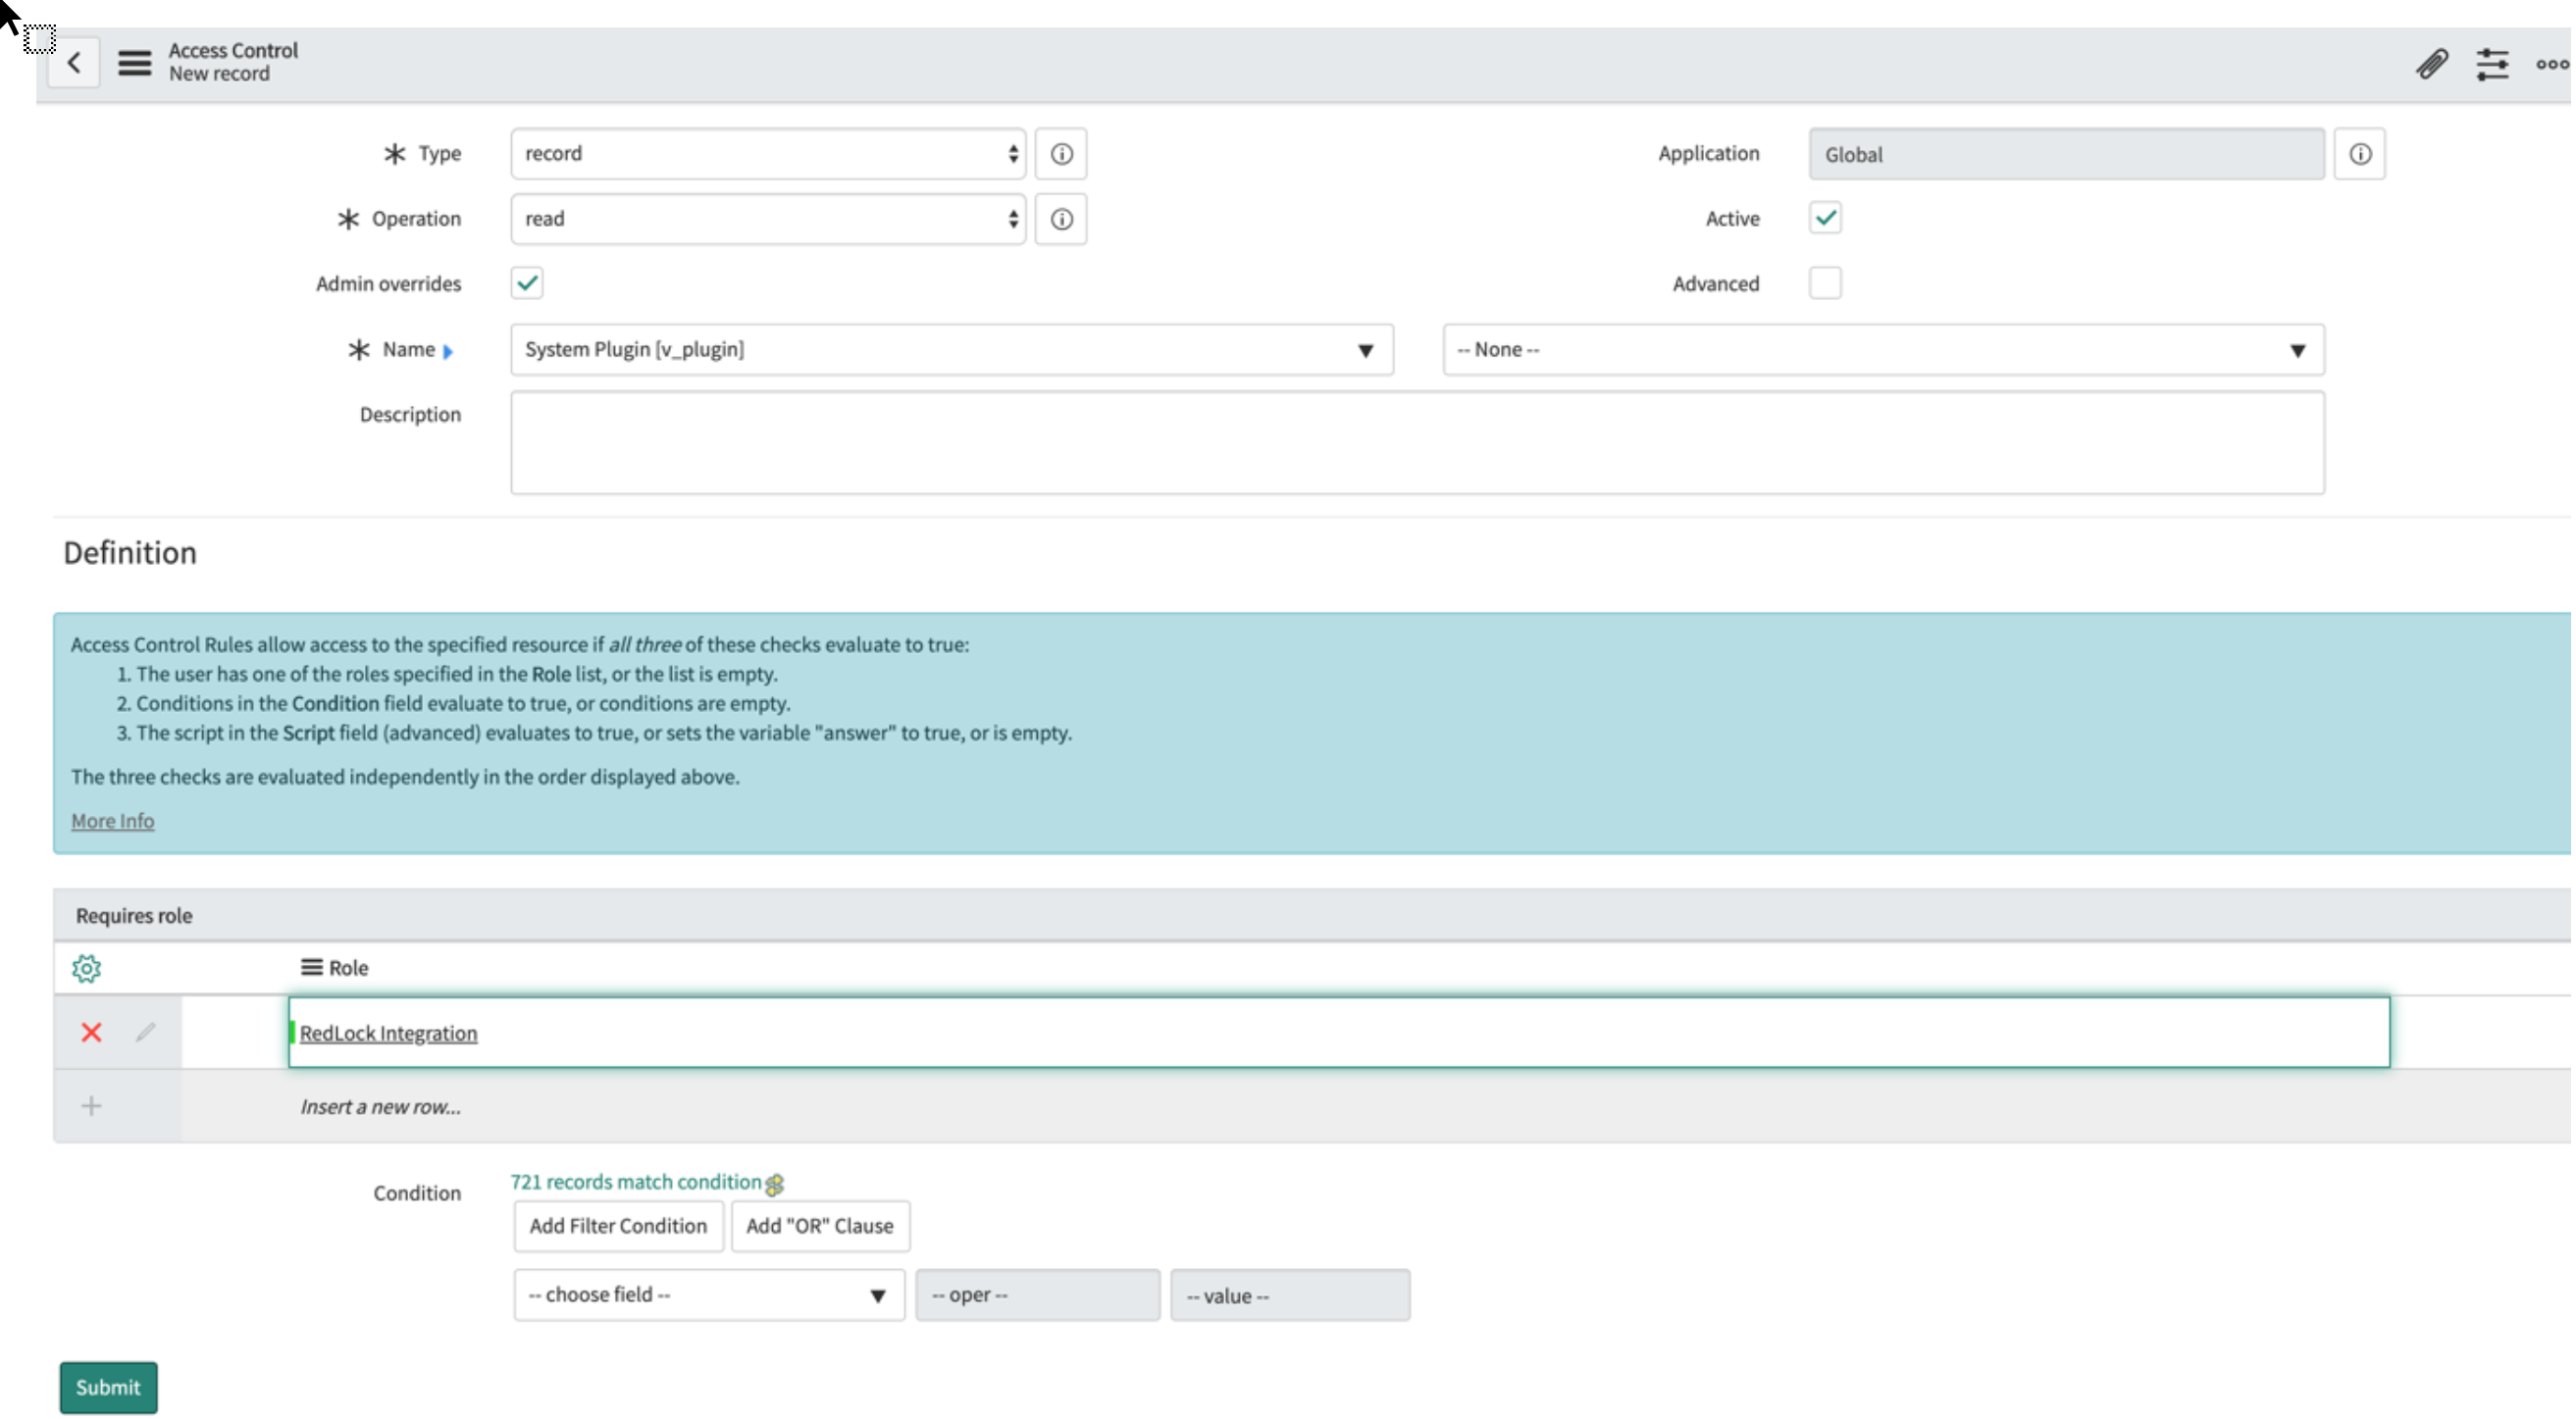 Access Control
New record
* Type record Application Global
* Operation read Active
Admin overrides Advanced
* Name System Plugin [v_plugin] -- None --
Description
Definition
Access Control Rules allow access to the specified resource if all three of these checks evaluate to true:
1. The user has one of the roles specified in the Role list, or the list is empty.
2. Conditions in the Condition field evaluate to true, or conditions are empty.
3. The script in the Script field (advanced) evaluates to true, or sets the variable "answer" to true, or is empty.
The three checks are evaluated independently in the order displayed above.
More Info
Requires role
Role
RedLock Integration
Insert a new row...
Condition 721 records match condition
Add Filter Condition Add "OR" Clause
-- choose field -- -- oper -- -- value --
Submit